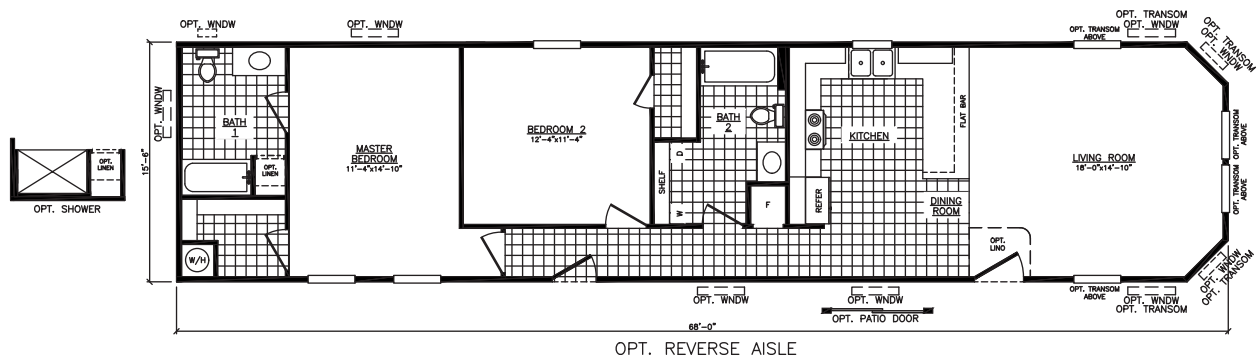 OPT. WNDW
OPT. WNDW
OPT. TRANSOM
OPT. WNDW
OPT. TRANSOM
ABOVE
OPT. TRANSOM
OPT. WNDW
OPT. WNDW
15'-6"
BATH
1
OPT.
LINEN
W/H
OPT.
LINEN
OPT. SHOWER
MASTER
BEDROOM
11'-4"x14'-10"
BEDROOM 2
12'-4"x11'-4"
BATH
2
SHELF
D
W
F
KITCHEN
REFER
FLAT BAR
DINING
ROOM
LIVING ROOM
18'-0"x14'-10"
OPT.
LINO
OPT. TRANSOM
ABOVE
OPT. TRANSOM
ABOVE
OPT. TRANSOM
ABOVE
OPT. WNDW
OPT. TRANSOM
OPT. WNDW
OPT. TRANSOM
OPT. WNDW
OPT. WNDW
OPT. PATIO DOOR
68'-0"
OPT. REVERSE AISLE